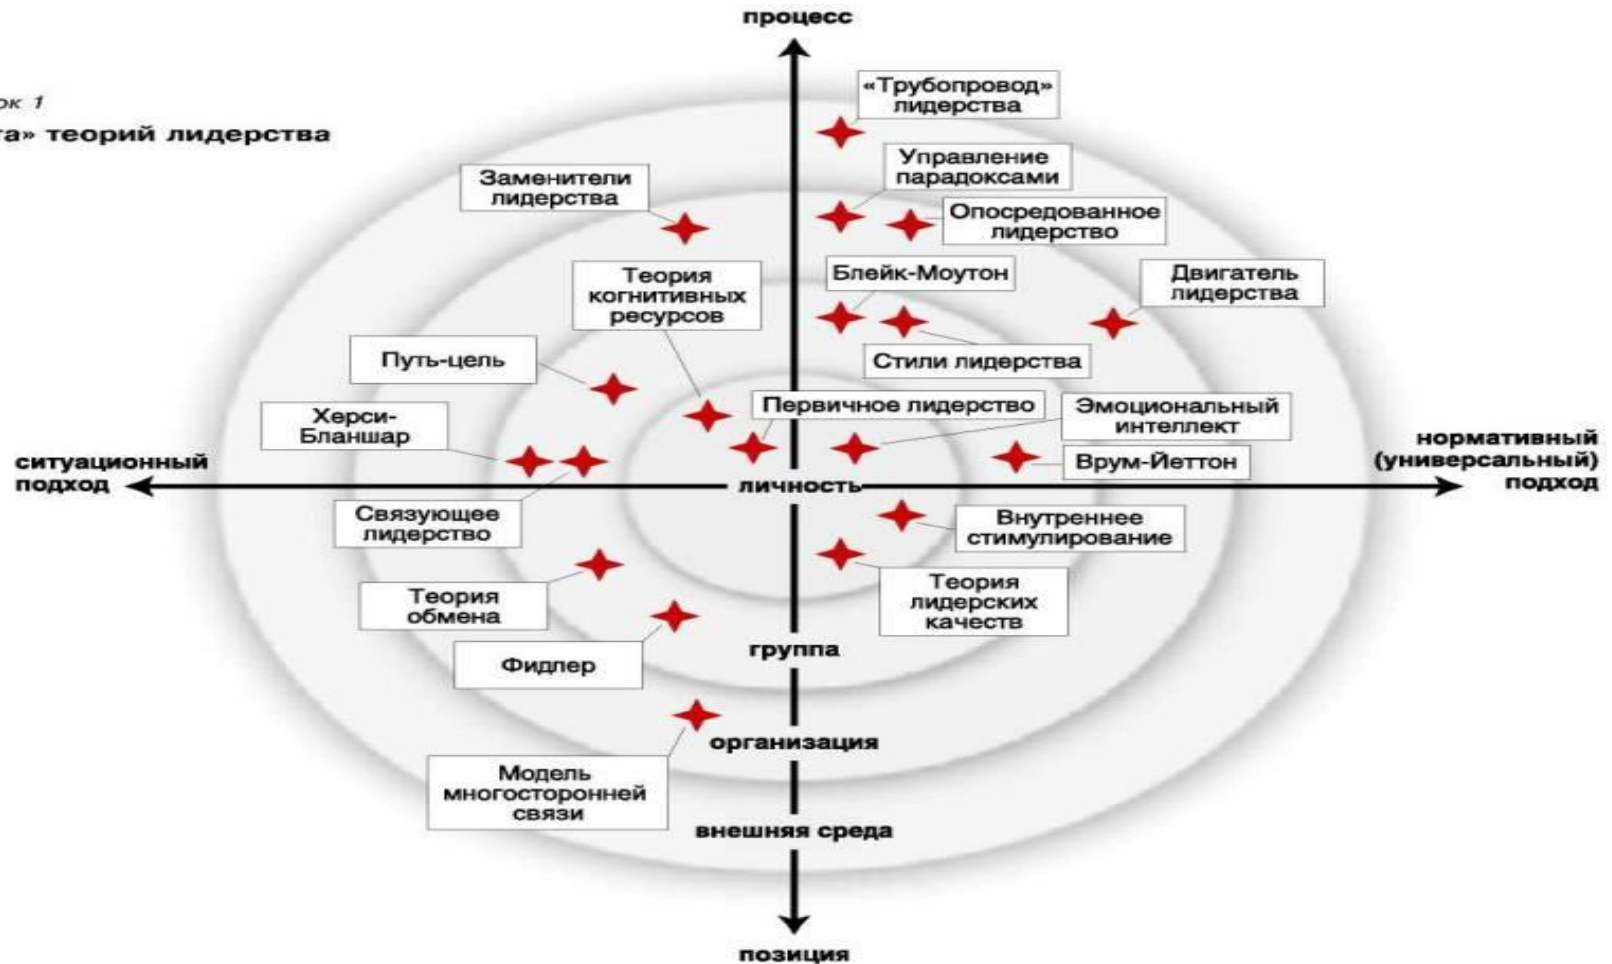 процесс
ок 1
та» теорий лидерства
«Трубопровод»
лидерства
Управление
парадоксами
Заменители
лидерства
Опосредованное
лидерство
Теория
когнитивных
ресурсов
Блейк-Моутон
Двигатель
лидерства
Путь-цель
Стили лидерства
Первичное лидерство
Эмоциональный
интеллект
Херси-
Бланшар
Врум-Йеттон
ситуационный
подход
личность
нормативный
(универсальный)
подход
Связующее
лидерство
Внутреннее
стимулирование
Теория
обмена
Теория
лидерских
качеств
группа
Фидлер
организация
Модель
многосторонней
связи
внешняя среда
позиция